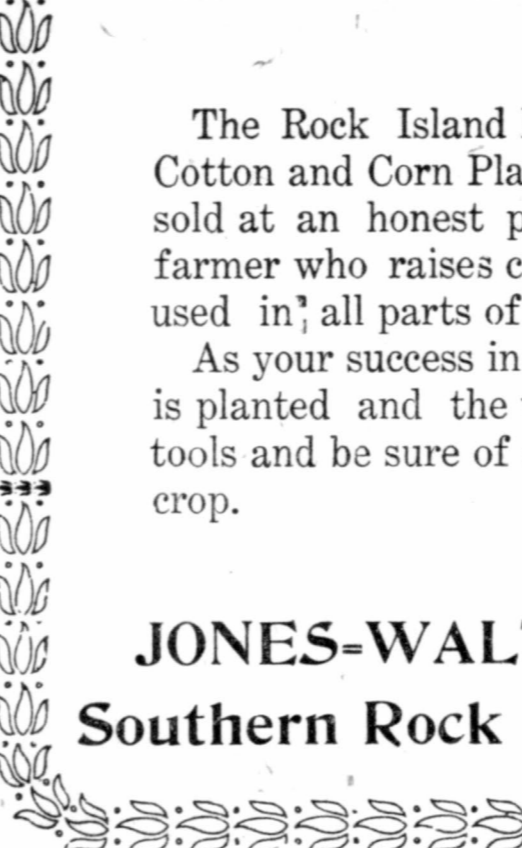 The Rock Island
Cotton and Corn Pla
sold at an honest p
farmer who raises c
used in all parts of
As your success in
is planted and the
tools and be sure of
crop.
JONES=WAL
Southern Rock